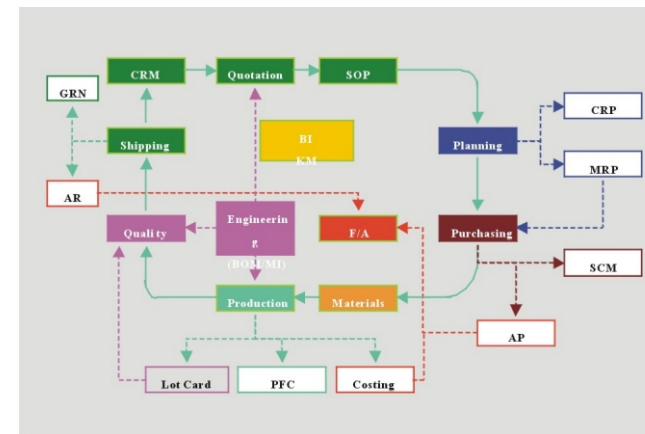 CRM
Quotation
SOP
GRN
CRP
BI
KM
Shipping
Planning
MRP
AR
Engineerin
g
(BOM/MI)
Quality
F/A
Purchasing
SCM
Production
Materials
AP
Lot Card
PFC
Costing